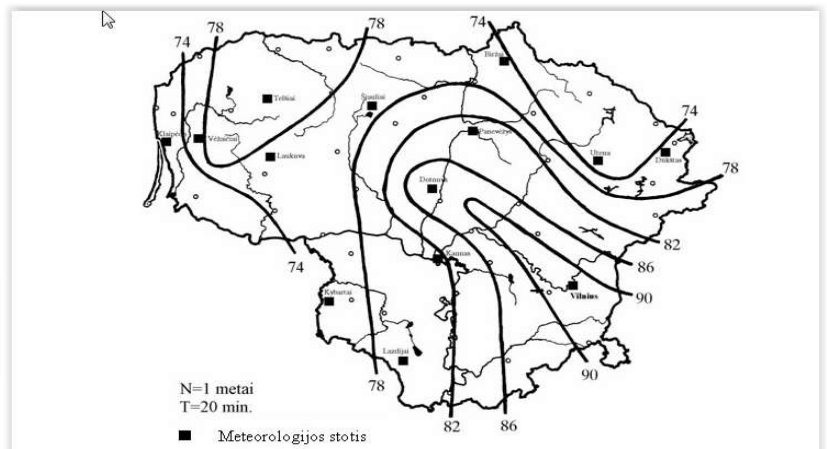 74
78
78
74
Biržai
74
Telšiai
Šiauliai
Klaipėda
Vėžaičiai
Panevėžys
74
Laukuva
Utena
Dūkštas
78
Dotnuva
82
Kaunas
86
74
Vilnius
90
Kybartai
Lazdijai
90
78
N=1 metai
T=20 min.
82
86
Meteorologijos stotis